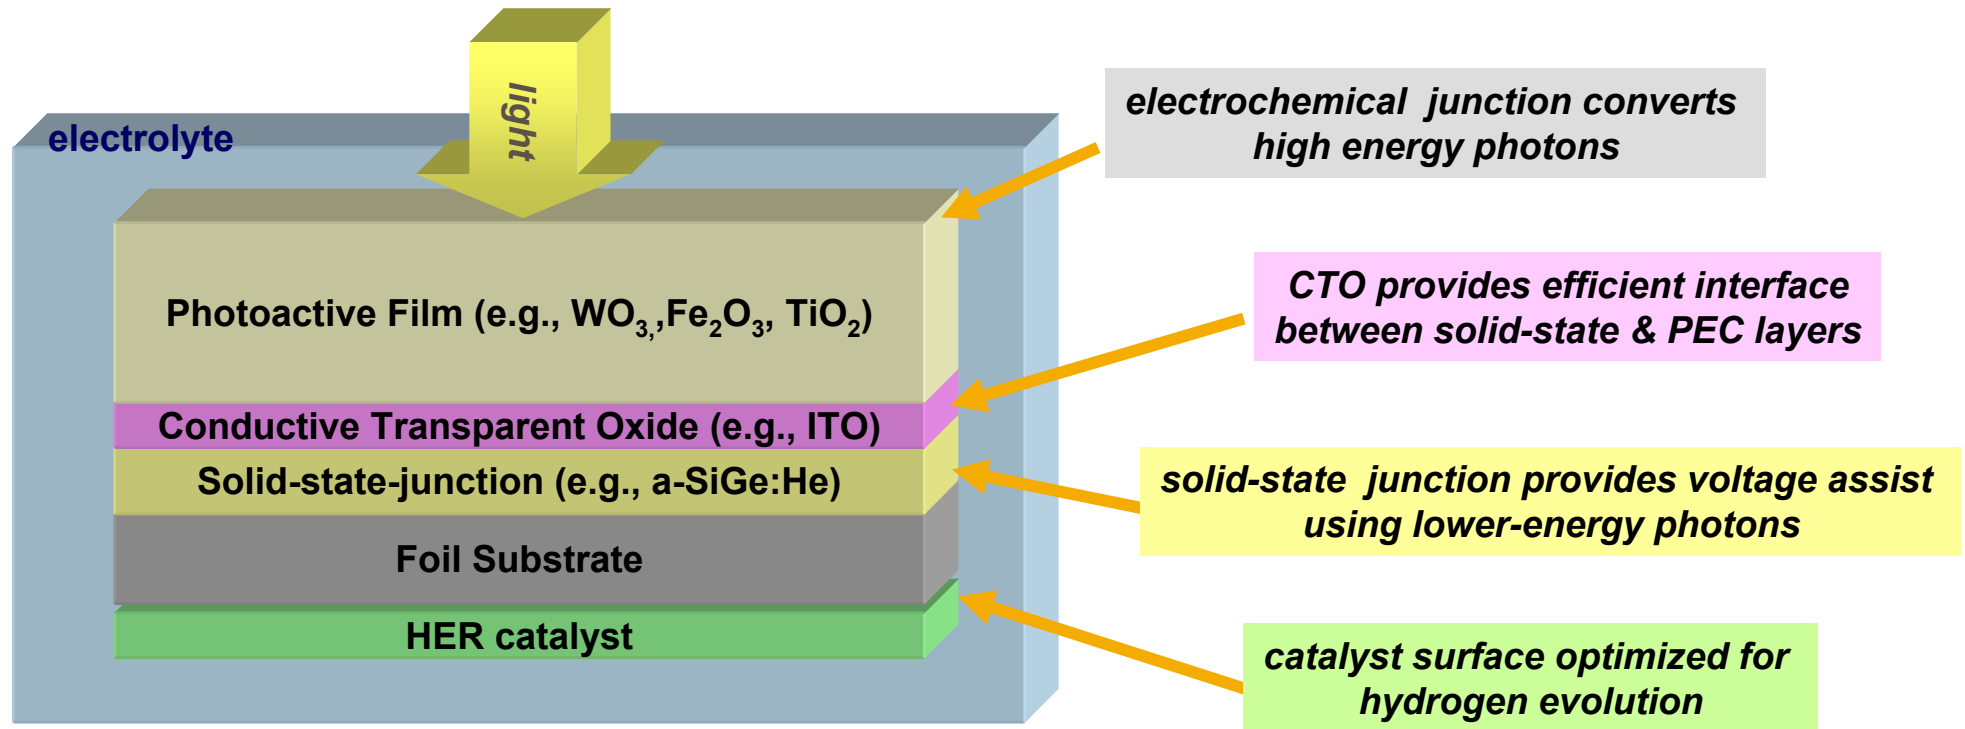 light
electrolyte
electrochemical junction converts
high energy photons
Photoactive Film (e.g., WO3,,Fe2O3, TiO2)
CTO provides efficient interface
between solid-state & PEC layers
Conductive Transparent Oxide (e.g., ITO)
Solid-state-junction (e.g., a-SiGe:He)
solid-state junction provides voltage assist
using lower-energy photons
Foil Substrate
HER catalyst
catalyst surface optimized for
hydrogen evolution